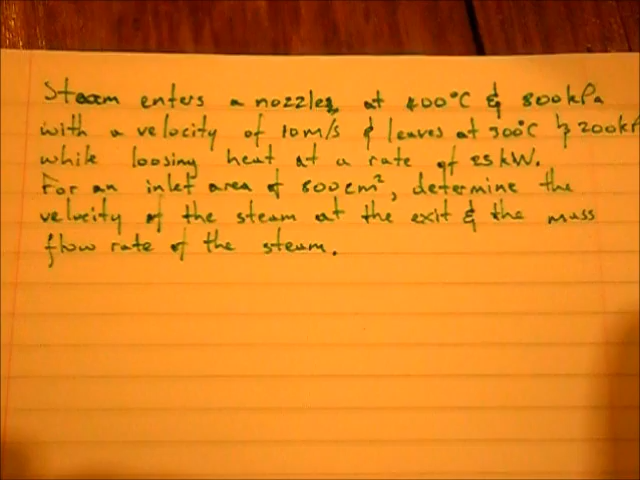 Steam enters a nozzles at 400°C & 800kPa
with a velocity of 10m/s & leaves at 300°C & 200kP
while loosing heat at a rate of 25kW.
For an inlet area of 800cm², determine the
velocity of the steam at the exit & the mass
flow rate of the steam.